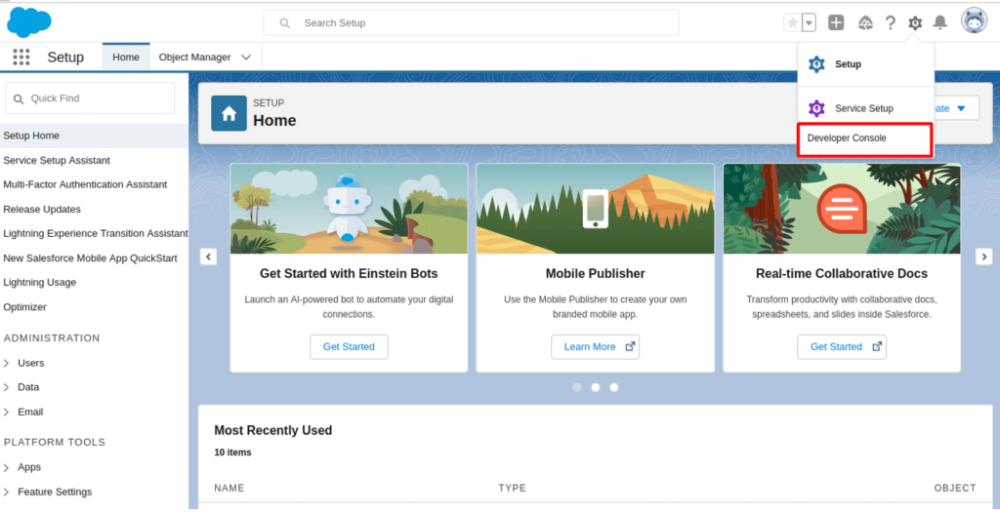 Search Setup
Setup
Home
Object Manager
Setup
Service Setup
Developer Console
Quick Find
Setup Home
Service Setup Assistant
Multi-Factor Authentication Assistant
Release Updates
Lightning Experience Transition Assistant
New Salesforce Mobile App QuickStart
Lightning Usage
Optimizer
ADMINISTRATION
Users
Data
Email
PLATFORM TOOLS
Apps
Feature Settings
SETUP
Home
Get Started with Einstein Bots
Launch an AI-powered bot to automate your digital
connections.
Get Started
Mobile Publisher
Use the Mobile Publisher to create your own
branded mobile app.
Learn More
Real-time Collaborative Docs
Transform productivity with collaborative docs,
spreadsheets, and slides inside Salesforce.
Get Started
Most Recently Used
10 items
NAME TYPE OBJECT